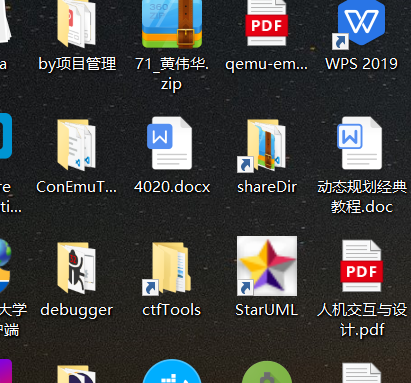 360
ZIP
PDF
W
a
by项目管理
71_黄伟华.
zip
qemu-em...
WPS 2019
W
W
re
ti...
ConEmuT...
4020.docx
shareDir
动态规划经典
教程.doc
PDF
大学
户端
debugger
ctfTools
StarUML
人机交互与设
计.pdf